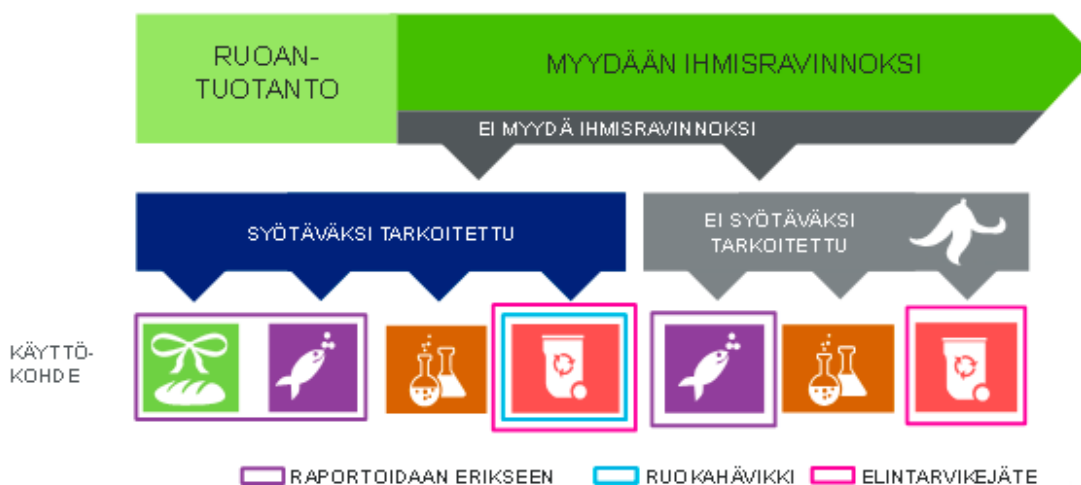 RUOAN-
TUOTANTO
MYYDÄÄN IHMISRAVINNOKSI
EI MYYDÄ IHMISRAVINNOKSI
SYÖTÄVÄKSI TARKOITETTU
EI SYÖTÄVÄKSI
TARKOITETTU
KÄYTTÖ-
KOHDE
RAPORTOIDAAN ERIKSEEN
RUOKAHÄVIKKI
ELINTARVIKEJÄTE